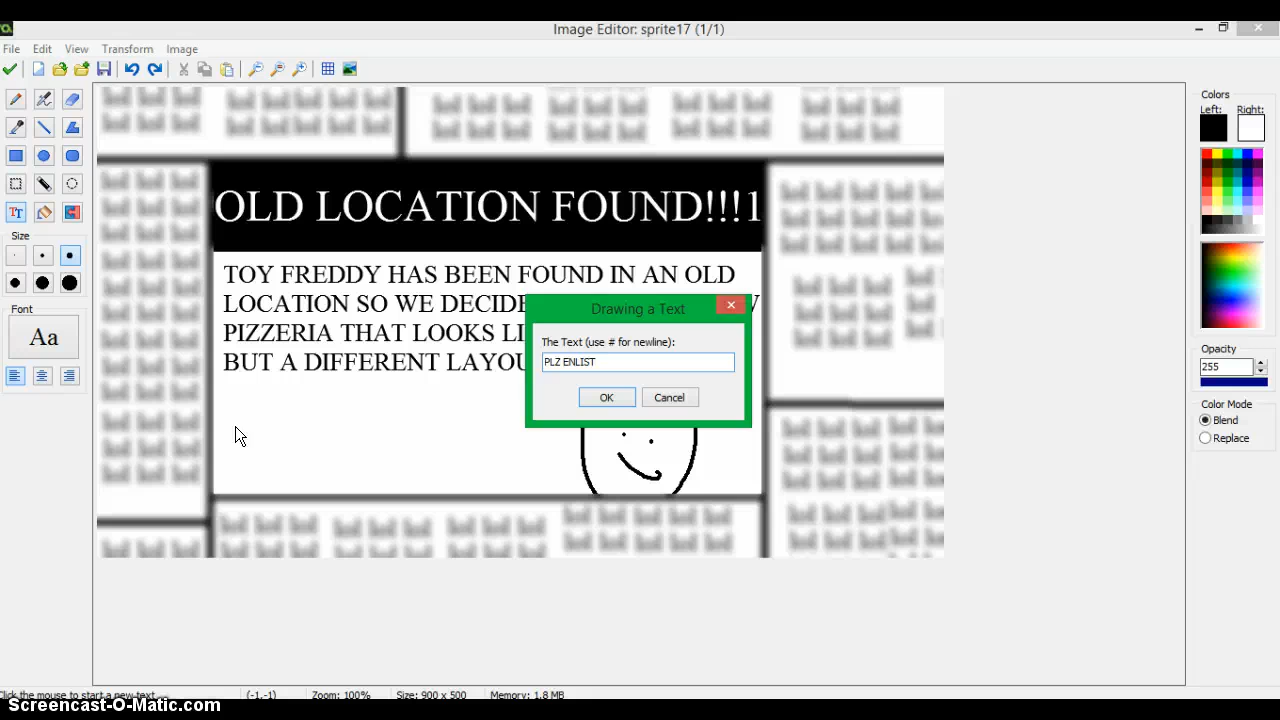 Image Editor: sprite17 (1/1)
File Edit View Transform Image
Colors
Left: Right:
OLD LOCATION FOUND!!!1
Size
TOY FREDDY HAS BEEN FOUND IN AN OLD
LOCATION SO WE DECIDE
PIZZERIA THAT LOOKS LI
BUT A DIFFERENT LAYOU
Drawing a Text
The Text (use # for newline):
PLZ ENLIST
OK Cancel
Font
Aa
Opacity
255
Color Mode
Blend
Replace
Click the mouse to start a new text...
(-1,-1) Zoom: 100% Size: 900 x 500 Memory: 1.8 MB
Screencast-O-Matic.com